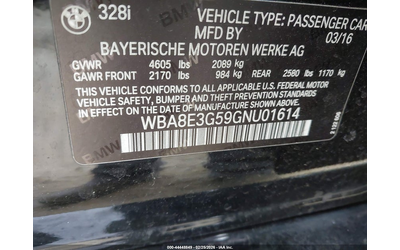 328i VEHICLE TYPE: PASSENGER CAR
MFD BY 03/16
BAYERISCHE MOTOREN WERKE AG
GVWR 4605 lbs 2089 kg
GAWR FRONT 2170 lbs 984 kg REAR 2580 lbs 1170 kg
THIS VEHICLE CONFORMS TO ALL APPLICABLE U.S. FEDERAL MOTOR
VEHICLE SAFETY, BUMPER, AND THEFT PREVENTION STANDARDS
IN EFFECT ON THE DATE OF MANUFACTURE SHOWN ABOVE.
WBA8E3G59GNU01614